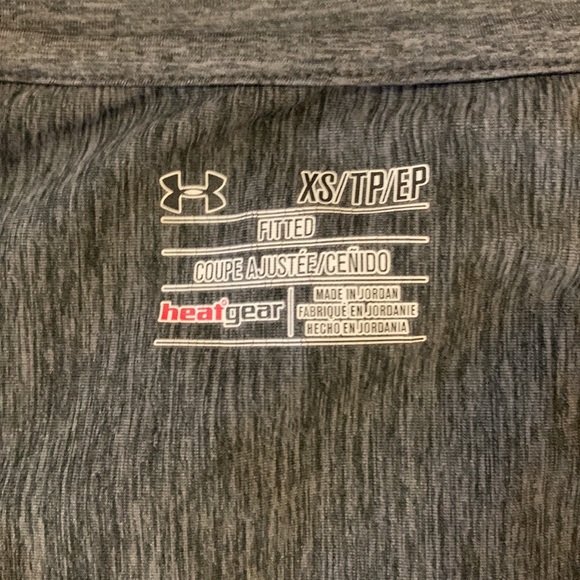 XS/TP/EP
FITTED
COUPE AJUSTÉE/CEÑIDO
heatgear
MADE IN JORDAN
FABRIQUÉ EN JORDANIE
HECHO EN JORDANIA